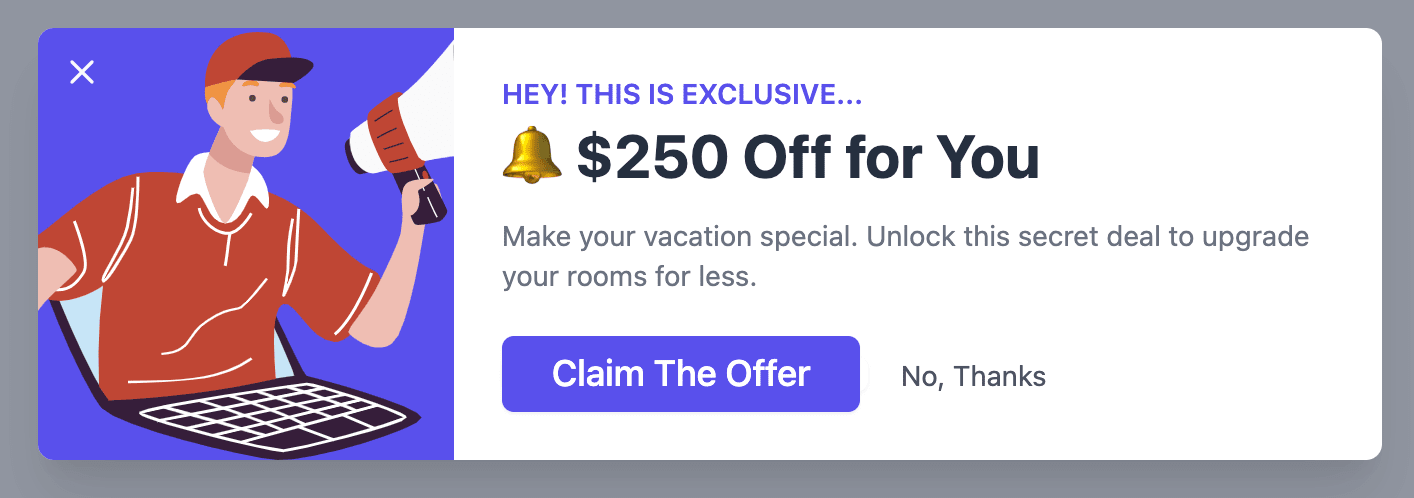 HEY! THIS IS EXCLUSIVE...
🔔 $250 Off for You
Make your vacation special. Unlock this secret deal to upgrade
your rooms for less.
Claim The Offer
No, Thanks